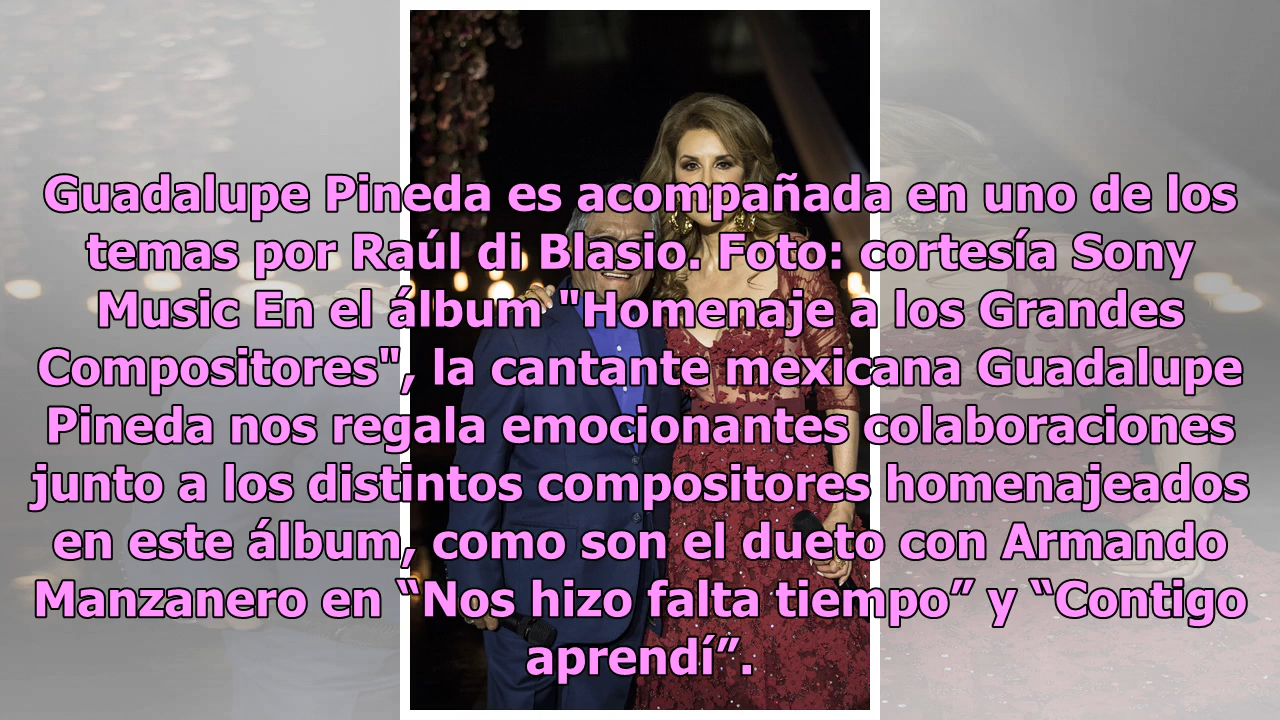 Guadalupe Pineda es acompañada en uno de los
temas por Raúl di Blasio. Foto: cortesía Sony
Music En el álbum "Homenaje a los Grandes
Compositores", la cantante mexicana Guadalupe
Pineda nos regala emocionantes colaboraciones
junto a los distintos compositores homenajeados
en este álbum, como son el dueto con Armando
Manzanero en “Nos hizo falta tiempo” y “Contigo
aprendí”.